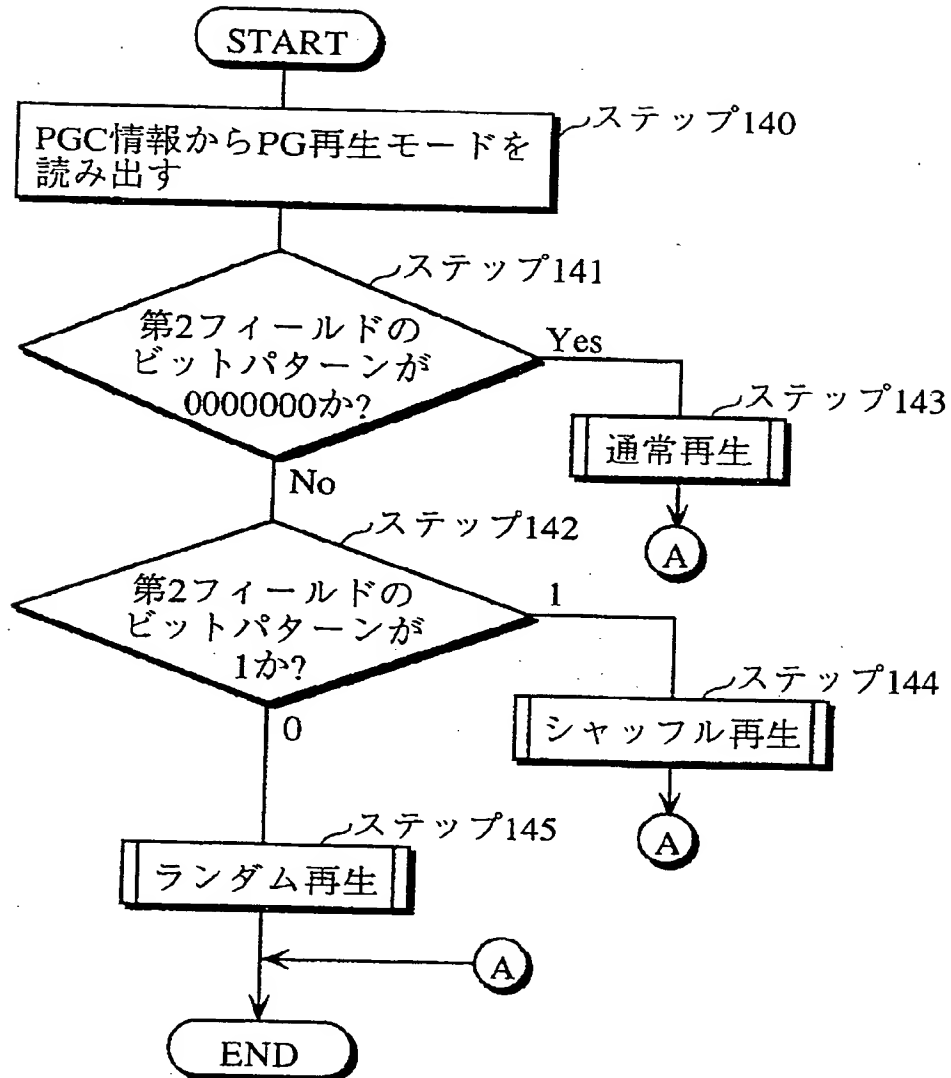 START
ステップ140
PGC情報からPG再生モードを
読み出す
ステップ141
第2フィールドの
ビットパターンが
0000000か?
Yes
ステップ143
通常再生
No
A
ステップ142
第2フィールドの
ビットパターンが
1か?
1
ステップ144
シャッフル再生
0
A
ステップ145
ランダム再生
A
END